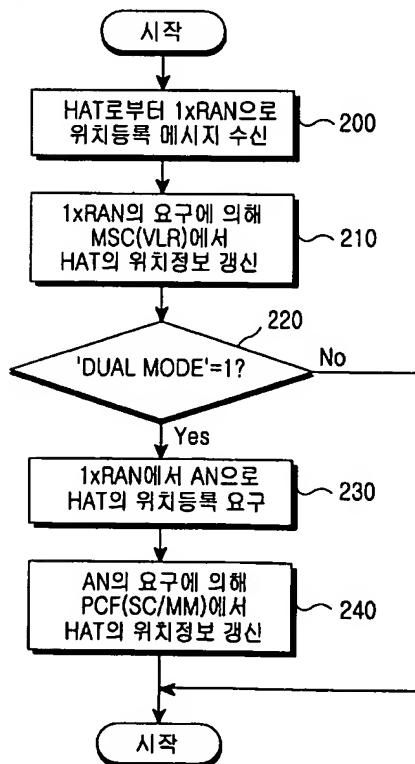 시작
HAT로부터 1xRAN으로
위치등록 메시지 수신
200
1xRAN의 요구에 의해
MSC(VLR)에서
HAT의 위치정보 갱신
210
220
'DUAL MODE'=1?
No
Yes
1xRAN에서 AN으로
HAT의 위치등록 요구
230
AN의 요구에 의해
PCF(SC/MM)에서
HAT의 위치정보 갱신
240
시작